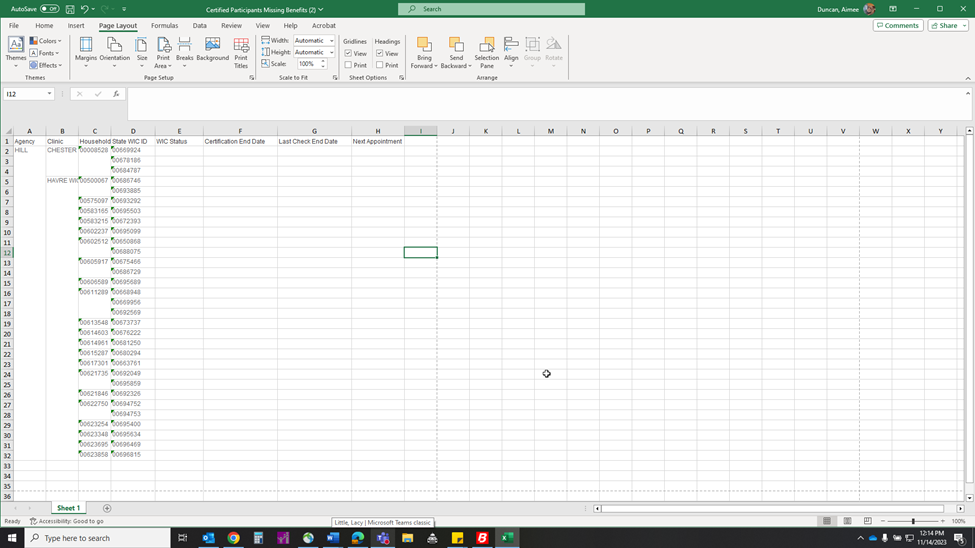 AutoSave Off
Certified Participants Missing Benefits (2)
Search
Duncan, Aimee
File Home Insert Page Layout Formulas Data Review View Help Acrobat
Comments Share
Themes Colors Fonts Effects
Margins Orientation Size Print Area Breaks Background Print Titles
Width: Automatic
Height: Automatic
Scale: 100%
Gridlines Headings
View View
Print Print
Bring Forward Send Backward Selection Pane Align Group Rotate
Themes Page Setup Scale to Fit Sheet Options Arrange
I12 fx
A B C D E F G H I J K L M N O P Q R S T U V W X Y
1 Agency Clinic Household State WIC ID WIC Status Certification End Date Last Check End Date Next Appointment
2 HILL CHESTER 00008528 00669924
3 00678186
4 00684787
5 HAVRE WI 00500067 00686746
6 00693885
7 00575097 00693292
8 00583165 00695503
9 00583215 00672393
10 00602237 00695099
11 00602512 00650868
12 00688075
13 00605917 00675466
14 00686729
15 00606589 00695689
16 00611289 00668948
17 00669956
18 00692569
19 00613548 00673737
20 00614603 00676222
21 00614961 00681250
22 00615287 00680294
23 00617301 00663761
24 00621735 00692049
25 00695859
26 00621846 00692326
27 00622750 00694752
28 00694753
29 00623254 00695400
30 00623348 00695634
31 00623695 00696469
32 00623858 00696815
33
34
35
36
Sheet 1
Ready Accessibility: Good to go
Little, Lacy | Microsoft Teams classic
100%
Type here to search
12:14 PM
11/14/2023